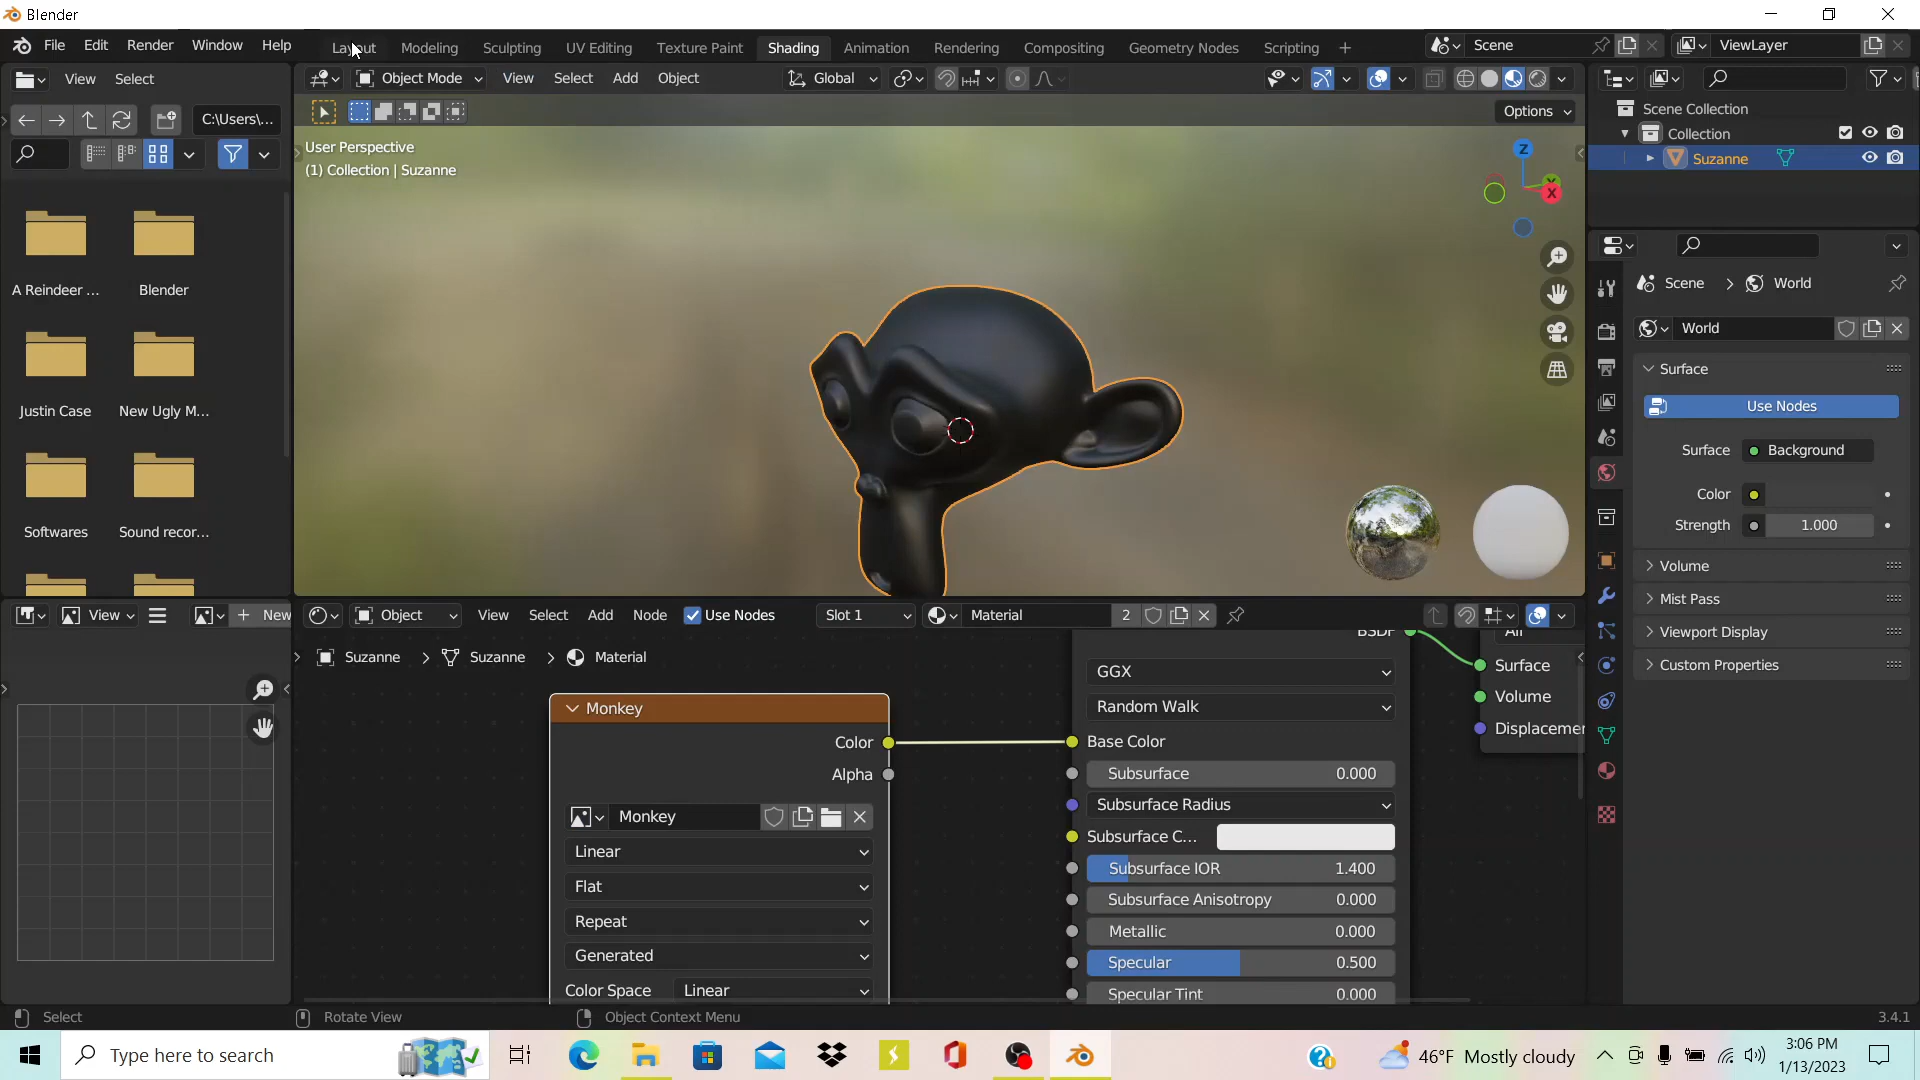 Blender
File Edit Render Window Help
Layout Modeling Sculpting UV Editing Texture Paint Shading Animation Rendering Compositing Geometry Nodes Scripting +
Scene
ViewLayer
View Select
Object Mode View Select Add Object
Global
C:\Users\...
Options
User Perspective
(1) Collection | Suzanne
Z
Y
X
A Reindeer ...
Blender
Justin Case
New Ugly M...
Softwares
Sound recor...
Scene Collection
Collection
Suzanne
Scene > World
World
Surface
Use Nodes
Surface Background
Color
Strength 1.000
Volume
Mist Pass
Viewport Display
Custom Properties
View
+ New
Object View Select Add Node Use Nodes
Slot 1
Material 2
Suzanne > Suzanne > Material
Monkey
Color
Alpha
Monkey
Linear
Flat
Repeat
Generated
Color Space Linear
BSDF
GGX
Random Walk
Base Color
Subsurface 0.000
Subsurface Radius
Subsurface C...
Subsurface IOR 1.400
Subsurface Anisotropy 0.000
Metallic 0.000
Specular 0.500
Specular Tint 0.000
All
Surface
Volume
Displacemen
Select
Rotate View
Object Context Menu
3.4.1
Type here to search
46°F Mostly cloudy
3:06 PM
1/13/2023